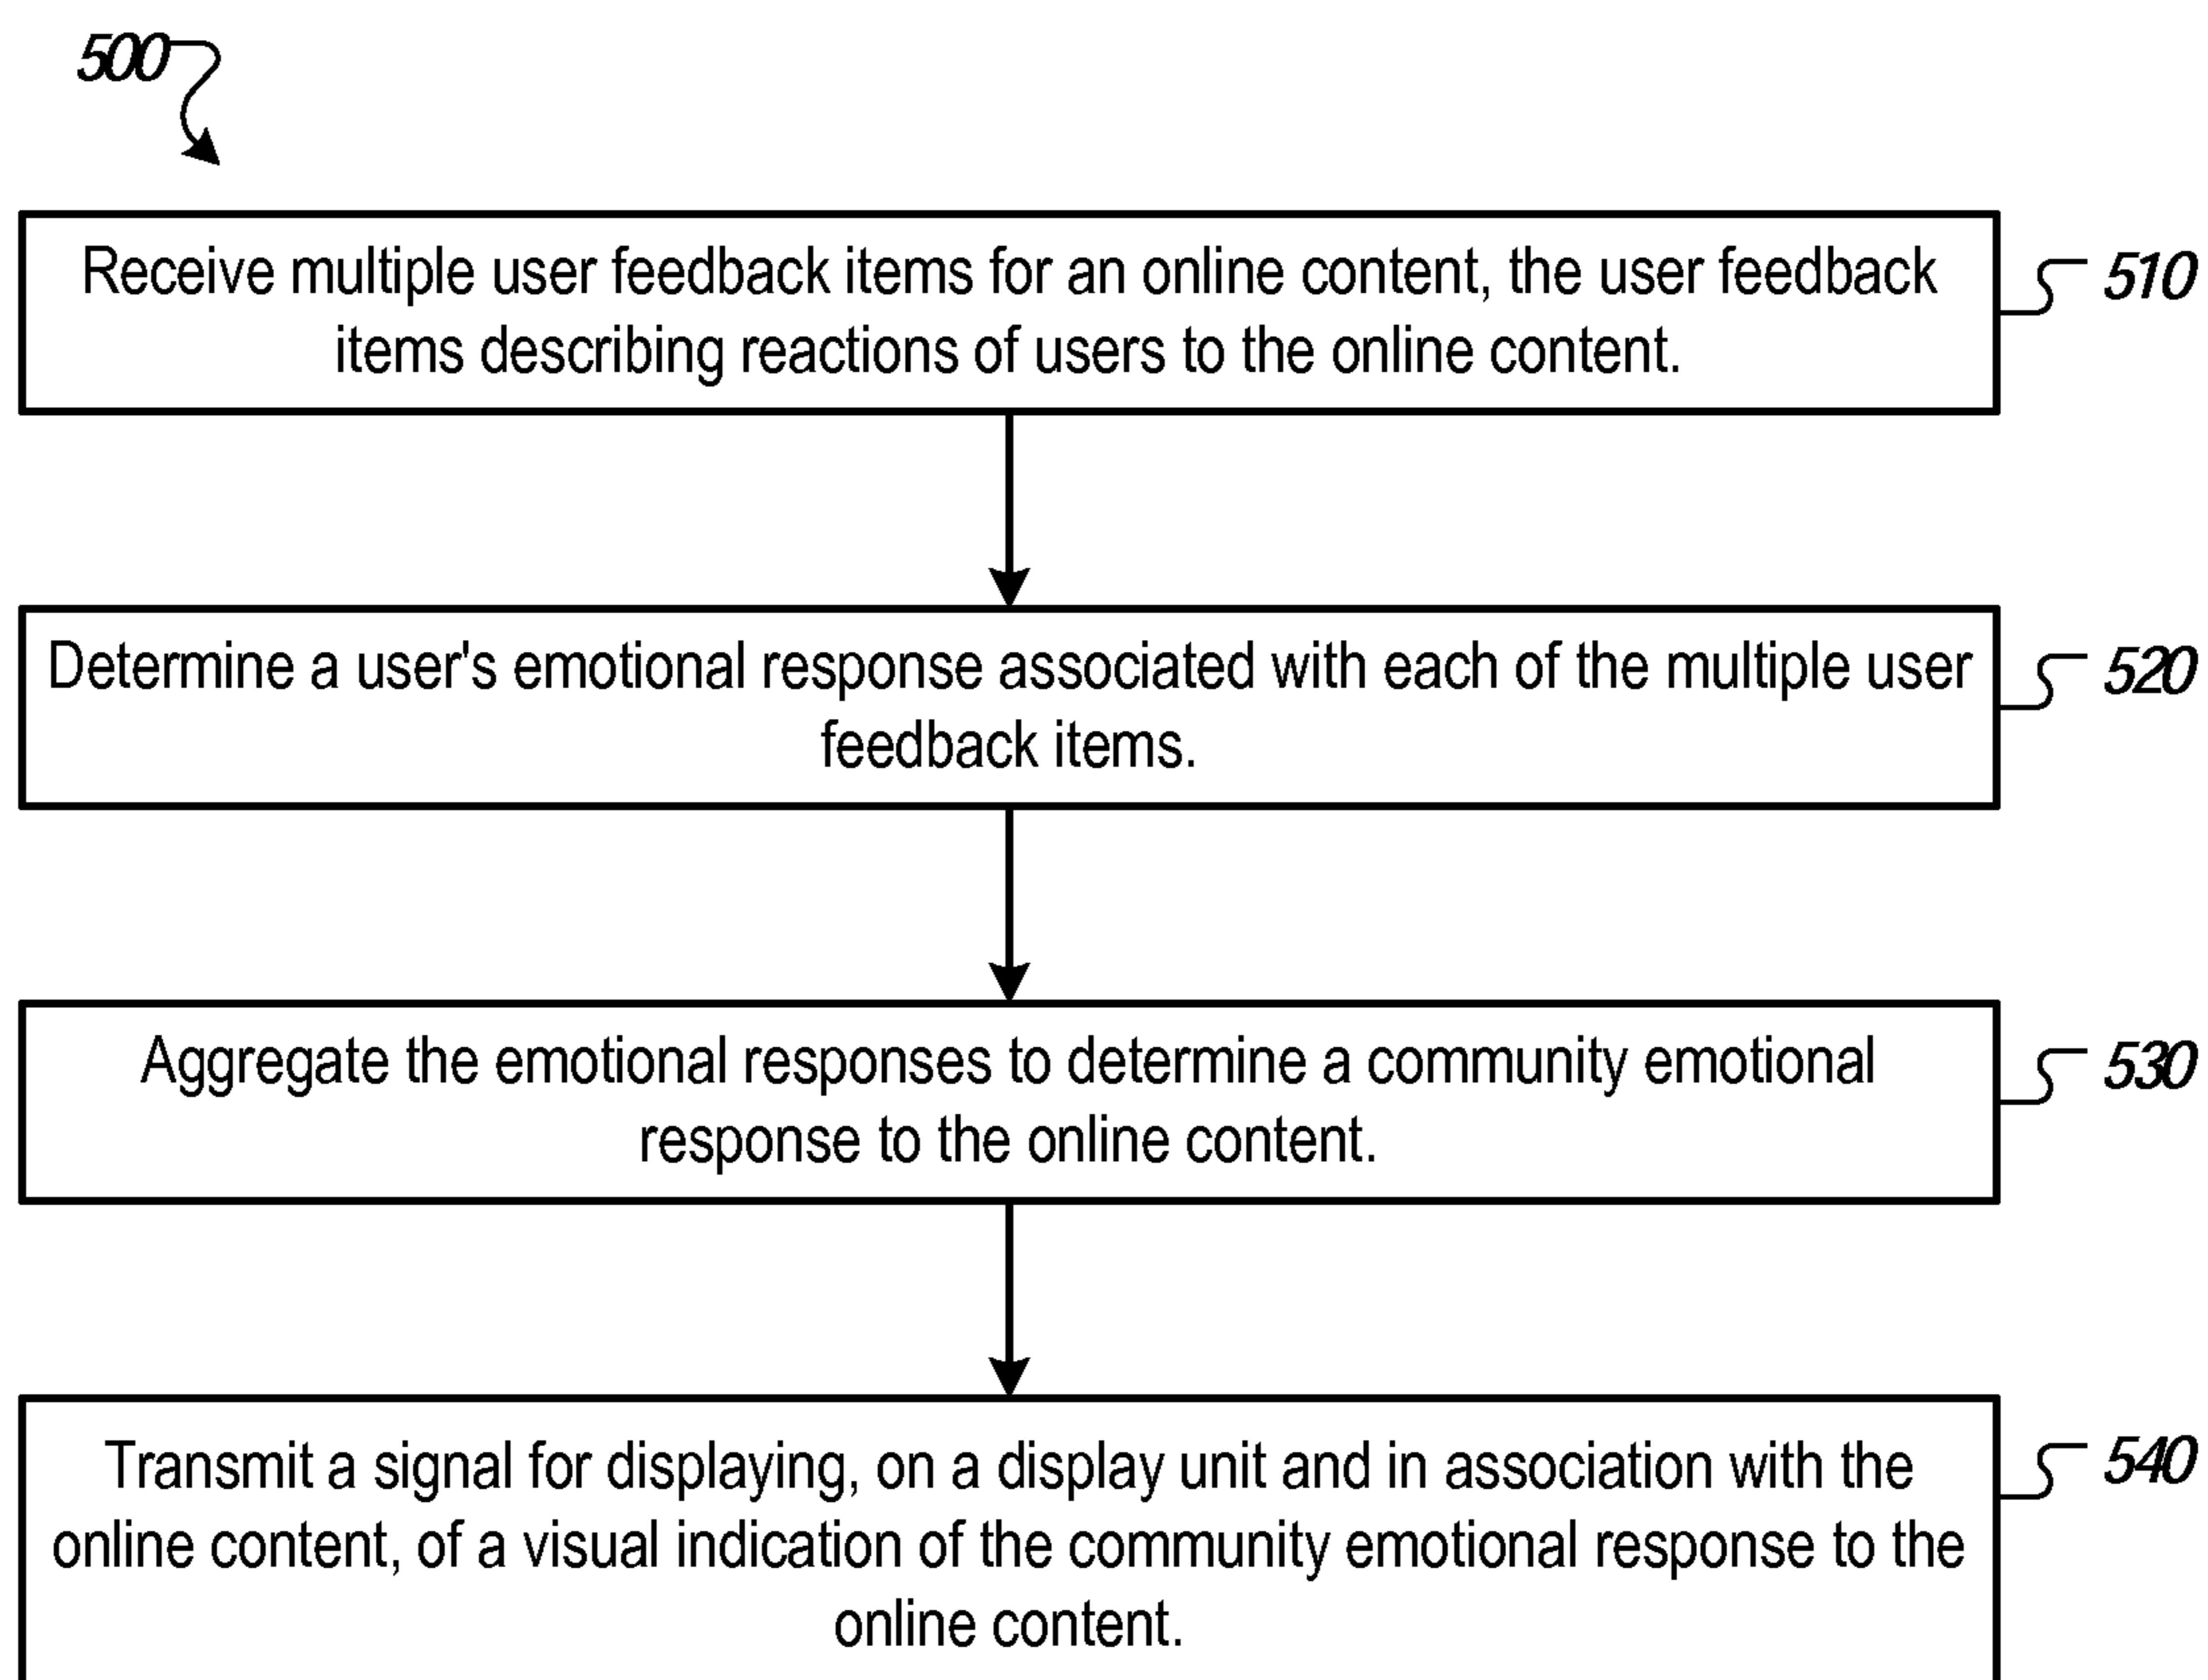 500
Receive multiple user feedback items for an online content, the user feedback
items describing reactions of users to the online content.
510
Determine a user's emotional response associated with each of the multiple user
feedback items.
520
Aggregate the emotional responses to determine a community emotional
response to the online content.
530
Transmit a signal for displaying, on a display unit and in association with the
online content, of a visual indication of the community emotional response to the
online content.
540